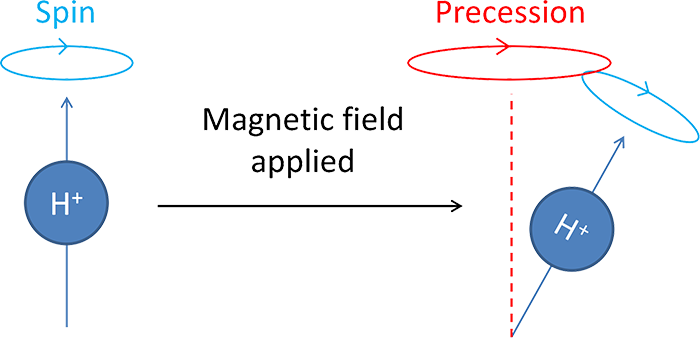 Spin
Precession
Magnetic field
applied
H⁺
H⁺